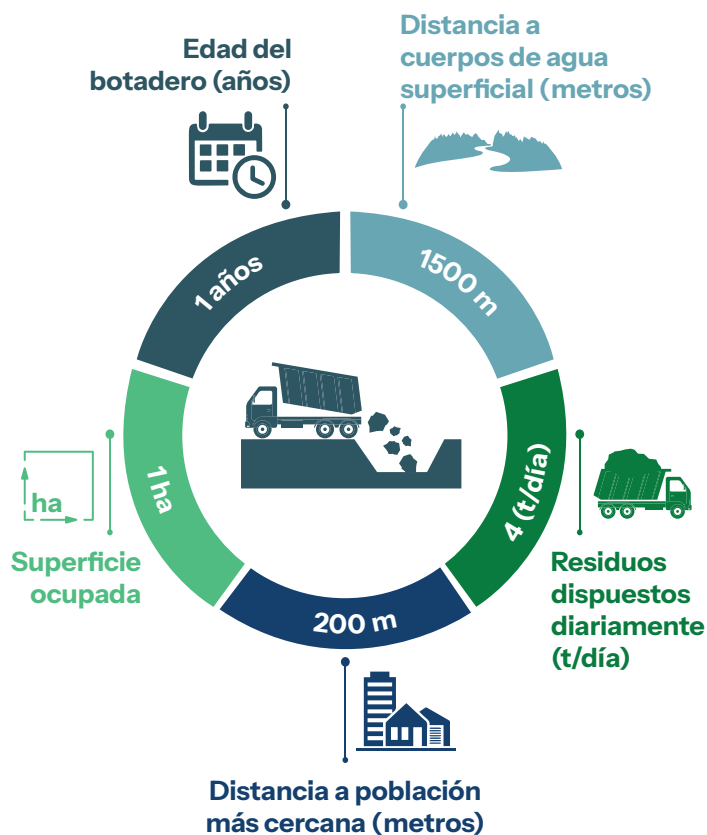 Edad del
botadero (años)
Distancia a
cuerpos de agua
superficial (metros)
1 años
1500 m
1 ha
4 (t/día)
200 m
ha
Superficie
ocupada
Residuos
dispuestos
diariamente
(t/día)
Distancia a población
más cercana (metros)